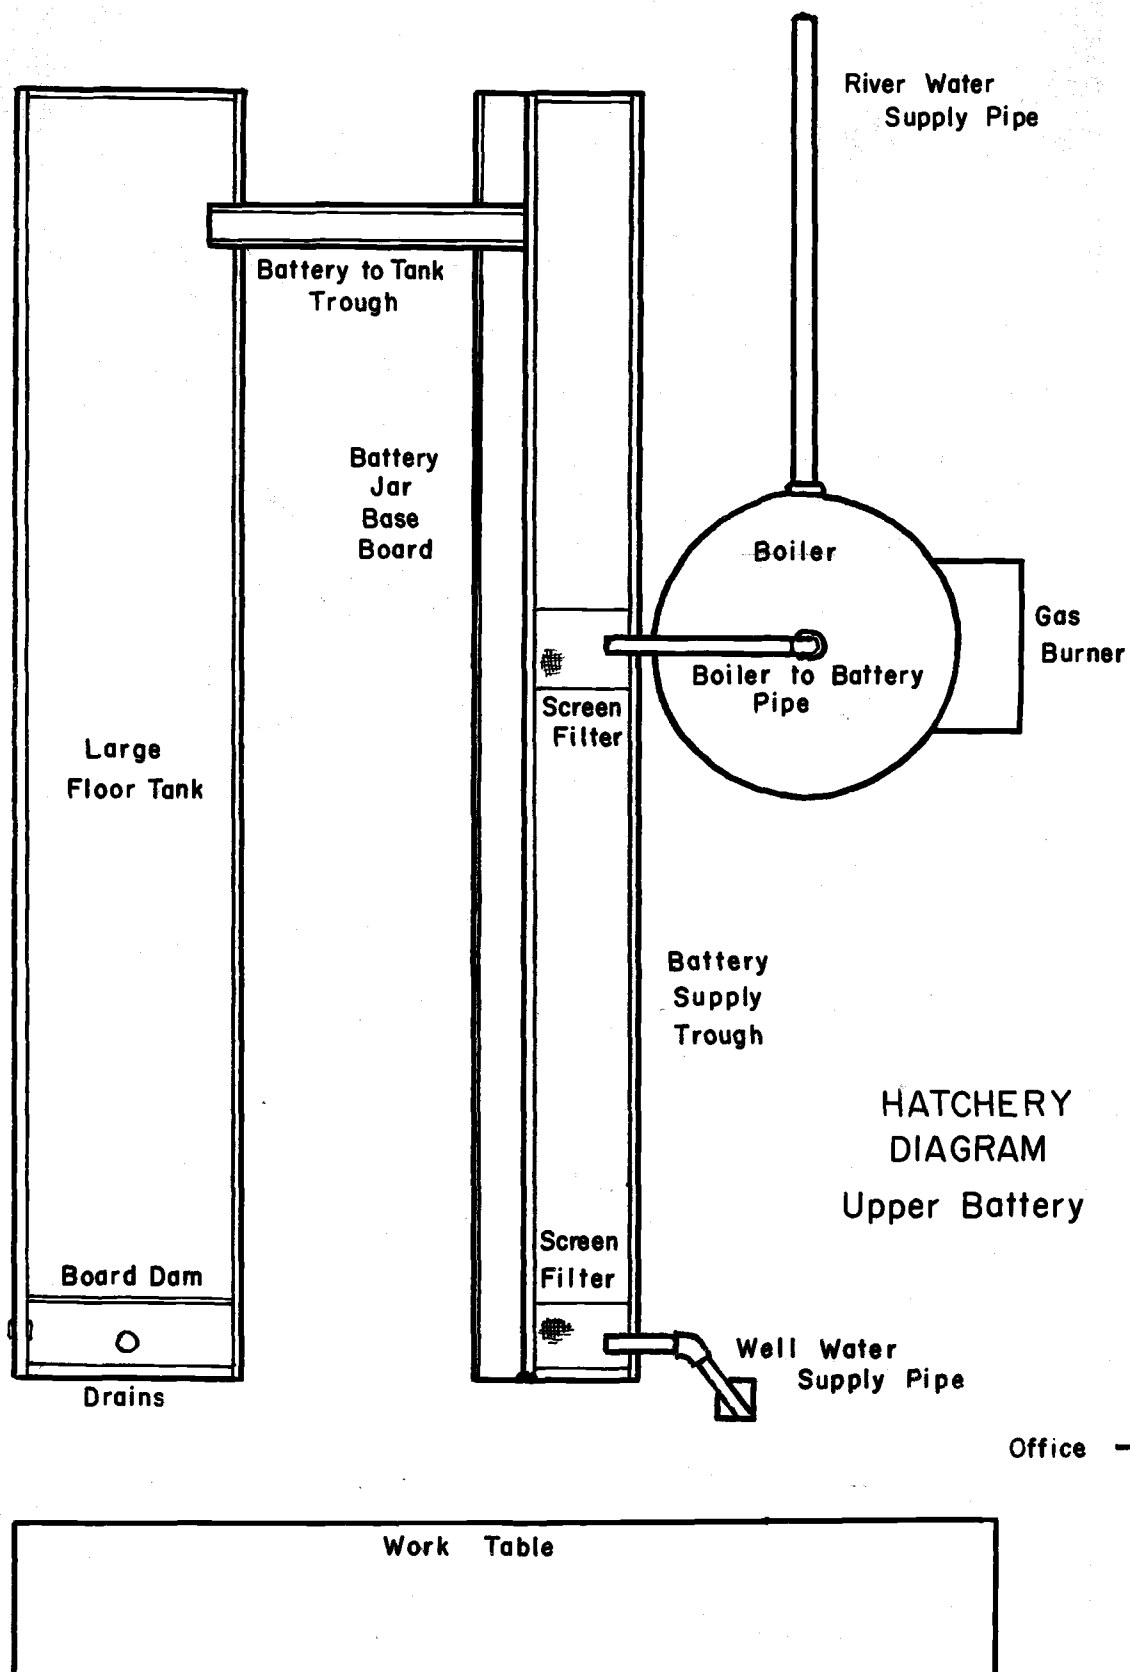 River Water
Supply Pipe
Battery to Tank
Trough
Battery
Jar
Base
Board
Boiler
Gas
Burner
Boiler to Battery
Pipe
Screen
Filter
Large
Floor Tank
Battery
Supply
Trough
HATCHERY
DIAGRAM
Upper Battery
Screen
Filter
Board Dam
Well Water
Supply Pipe
Drains
Office
Work Table